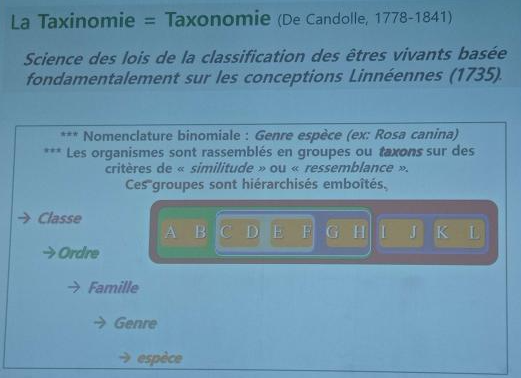 La Taxinomie = Taxonomie (De Candolle, 1778-1841)
Science des lois de la classification des êtres vivants basée
fondamentalement sur les conceptions Linnéennes (1735).
*** Nomenclature binomiale : Genre espèce (ex: Rosa canina)
*** Les organismes sont rassemblés en groupes ou taxons sur des
critères de « similitude » ou « ressemblance ».
Ces groupes sont hiérarchisés emboîtés.
→ Classe
A B C D E F G H I J K L
→ Ordre
→ Famille
→ Genre
→ espèce